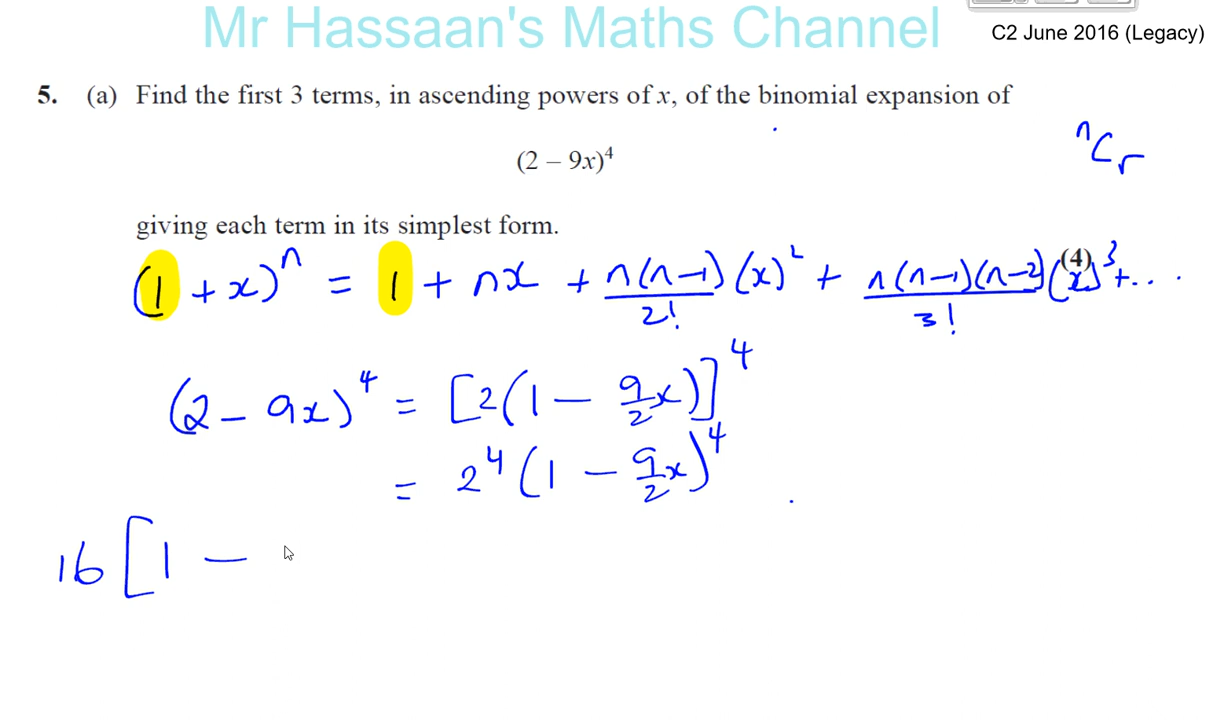 Mr Hassaan's Maths Channel
C2 June 2016 (Legacy)
5. (a) Find the first 3 terms, in ascending powers of x, of the binomial expansion of
(2 – 9x)⁴
ⁿCᵣ
giving each term in its simplest form.
(4)
(1 + x)ⁿ = 1 + nx + n(n-1)/2! (x)² + n(n-1)(n-2)/3! (x)³ + ...
(2 - 9x)⁴ = [2(1 - 9/2 x)]⁴
= 2⁴(1 - 9/2 x)⁴
16 [1 -